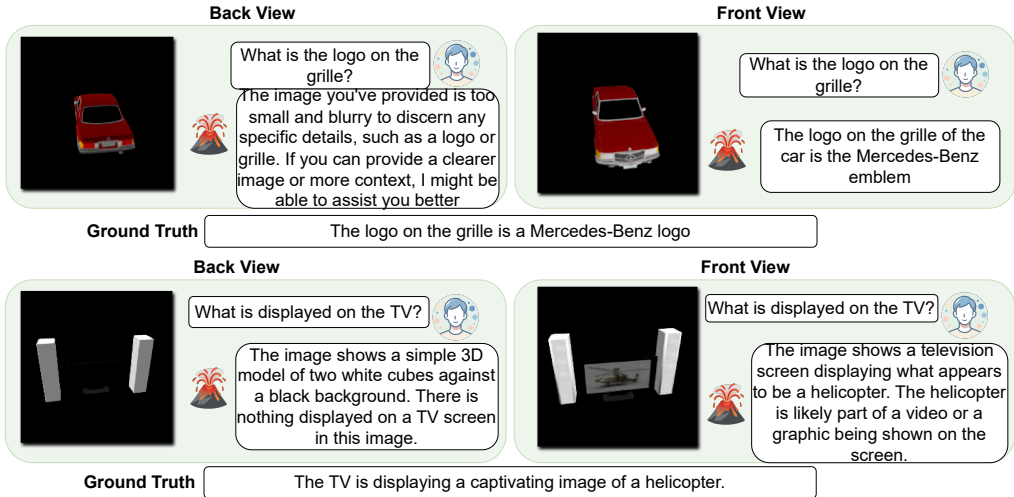 Back View
What is the logo on the
grille?
The image you've provided is too
small and blurry to discern any
specific details, such as a logo or
grille. If you can provide a clearer
image or more context, I might be
able to assist you better
Front View
What is the logo on the
grille?
The logo on the grille of the
car is the Mercedes-Benz
emblem
Ground Truth
The logo on the grille is a Mercedes-Benz logo
Back View
What is displayed on the TV?
The image shows a simple 3D
model of two white cubes against
a black background. There is
nothing displayed on a TV screen
in this image.
Front View
What is displayed on the TV?
The image shows a television
screen displaying what appears
to be a helicopter. The helicopter
is likely part of a video or a
graphic being shown on the
screen.
Ground Truth
The TV is displaying a captivating image of a helicopter.